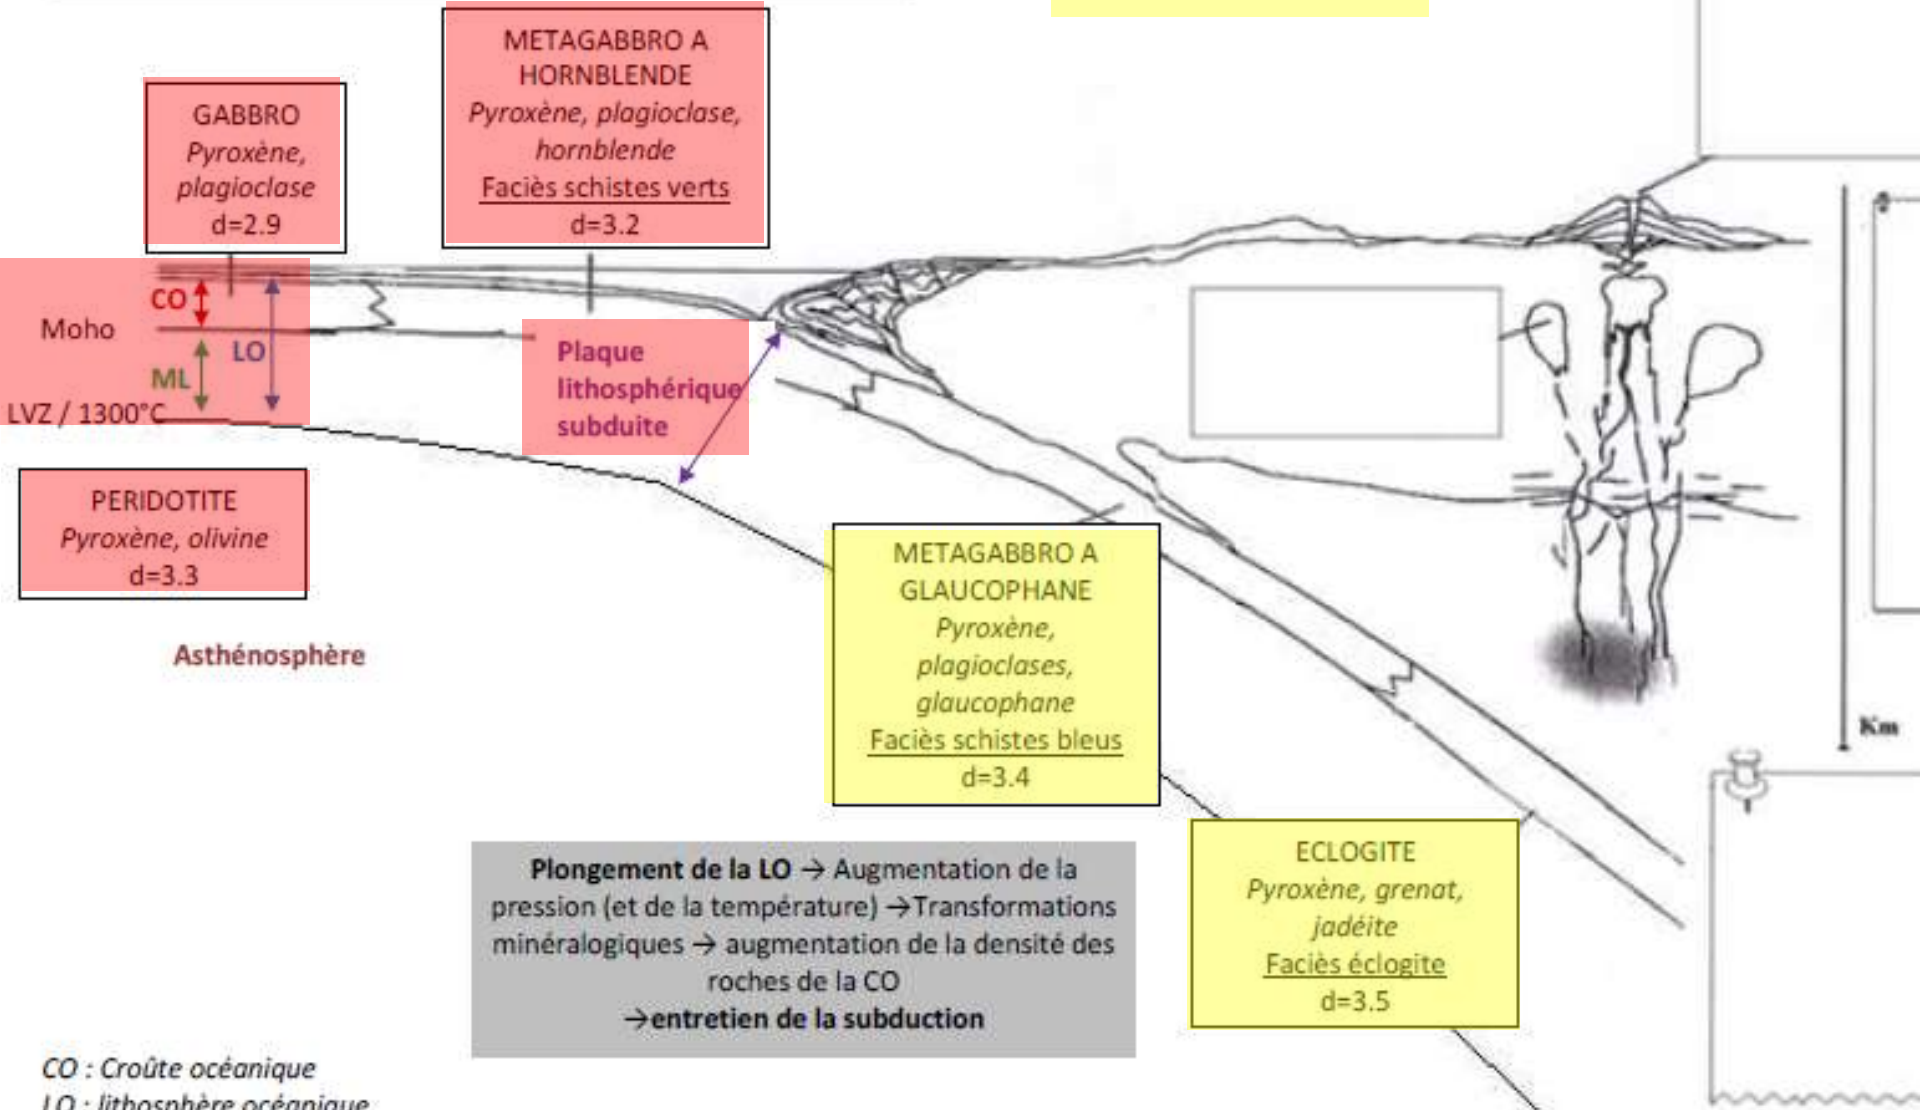 METAGABBRO A
HORNBLENDE
Pyroxène, plagioclase,
hornblende
Faciès schistes verts
d=3.2
GABBRO
Pyroxène,
plagioclase
d=2.9
CO
Moho
LO
ML
LVZ / 1300°C
Plaque
lithosphérique
subduite
PERIDOTITE
Pyroxène, olivine
d=3.3
Asthénosphère
METAGABBRO A
GLAUCOPHANE
Pyroxène,
plagioclases,
glaucophane
Faciès schistes bleus
d=3.4
Km
ECLOGITE
Pyroxène, grenat,
jadéite
Faciès éclogite
d=3.5
Plongement de la LO → Augmentation de la
pression (et de la température) →Transformations
minéralogiques → augmentation de la densité des
roches de la CO
→entretien de la subduction
CO : Croûte océanique
LO : lithosphère océanique